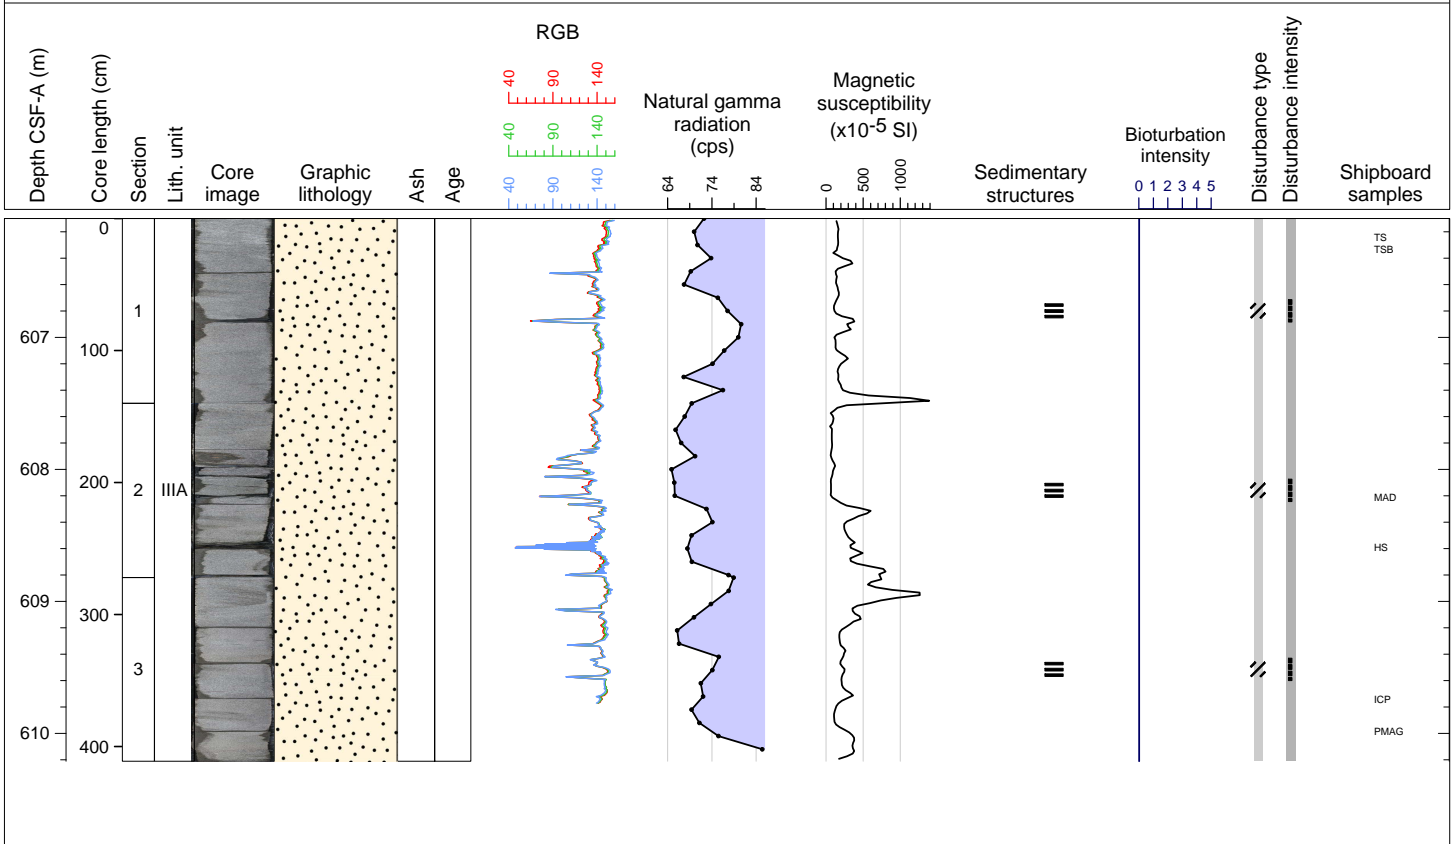 Depth CSF-A (m)
Core length (cm)
Section
Lith. unit
Core
image
Graphic
lithology
Ash
Age
RGB
40 90 140
40 90 140
40 90 140
Natural gamma
radiation
(cps)
64 74 84
Magnetic
susceptibility
(x10-5 SI)
0 500 1000
Sedimentary
structures
Bioturbation
intensity
0 1 2 3 4 5
Disturbance type
Disturbance intensity
Shipboard
samples
0
TS
TSB
1
607
100
608
200
2
IIIA
MAD
HS
609
300
3
ICP
610
400
PMAG